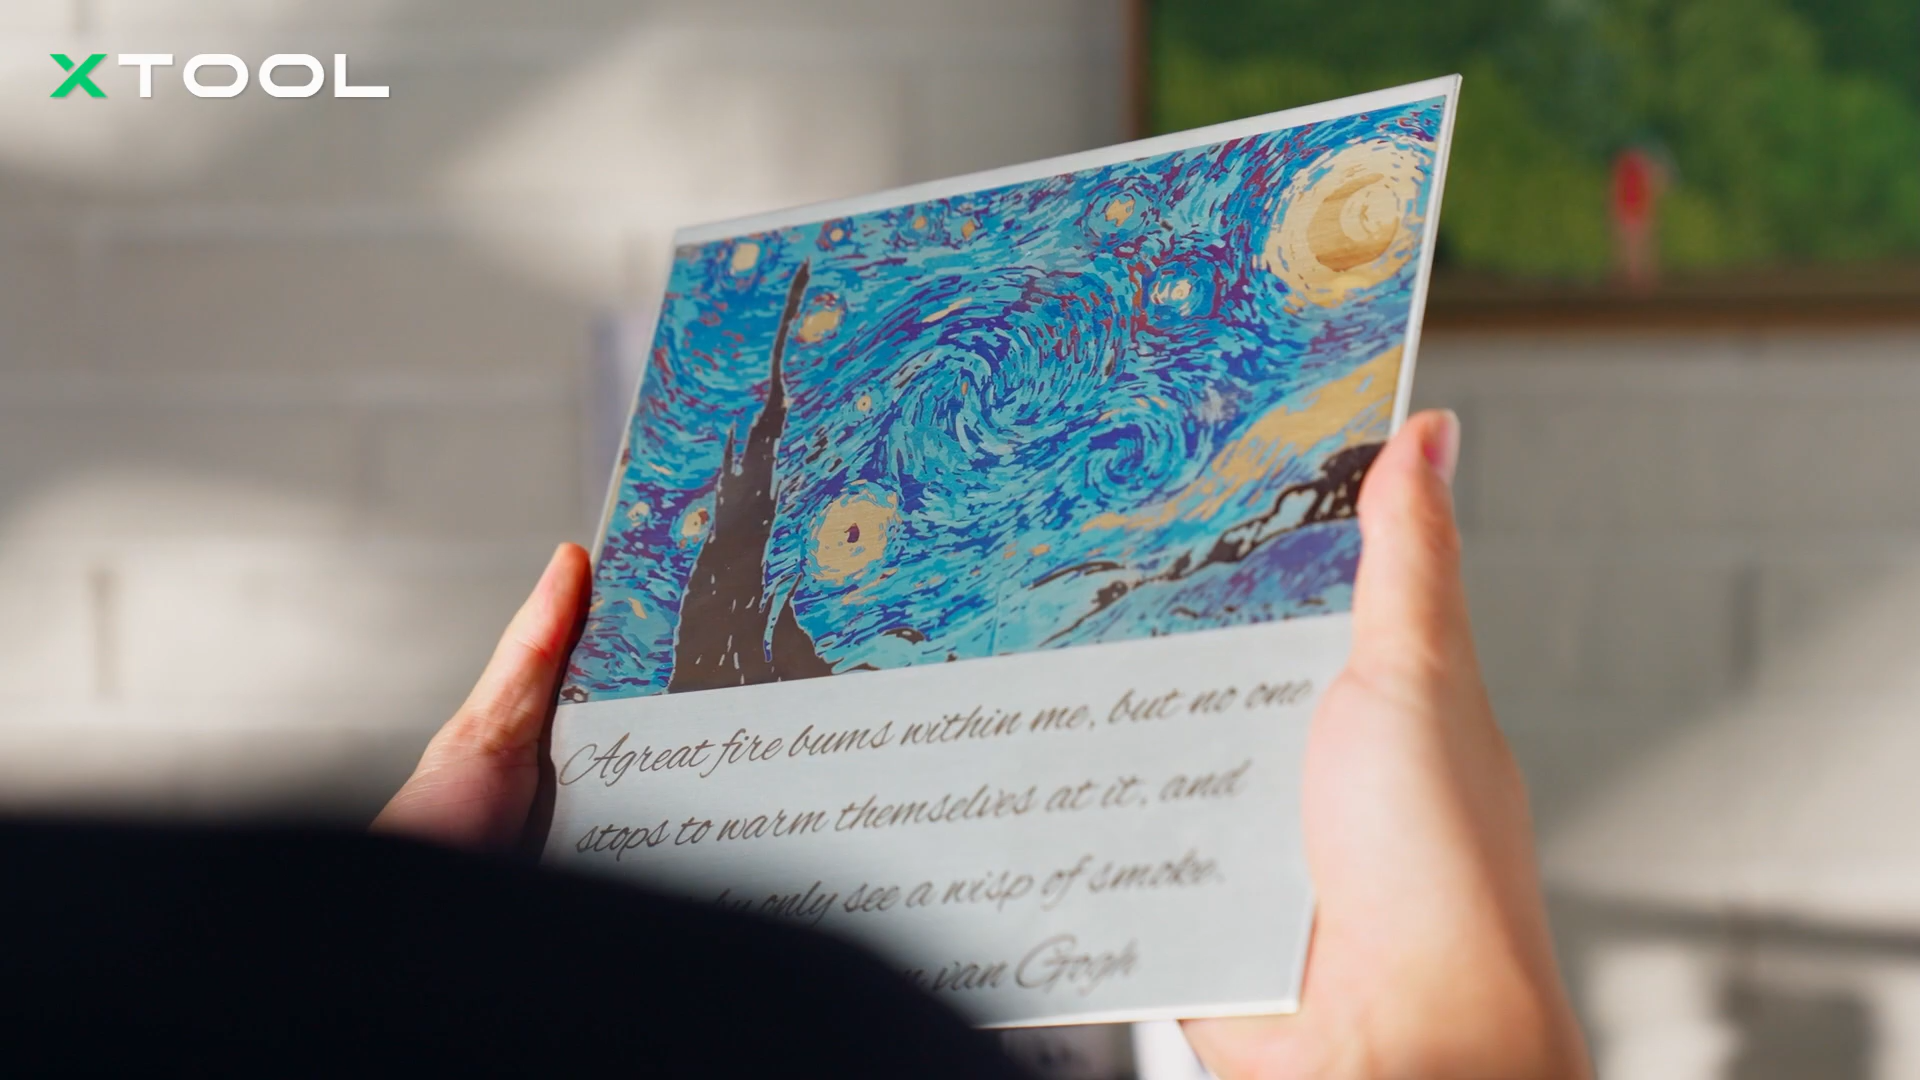 XTOOL
Agreat fire bums within me, but no one
stops to warm themselves at it, and
only see a wisp of smoke.
van Gogh